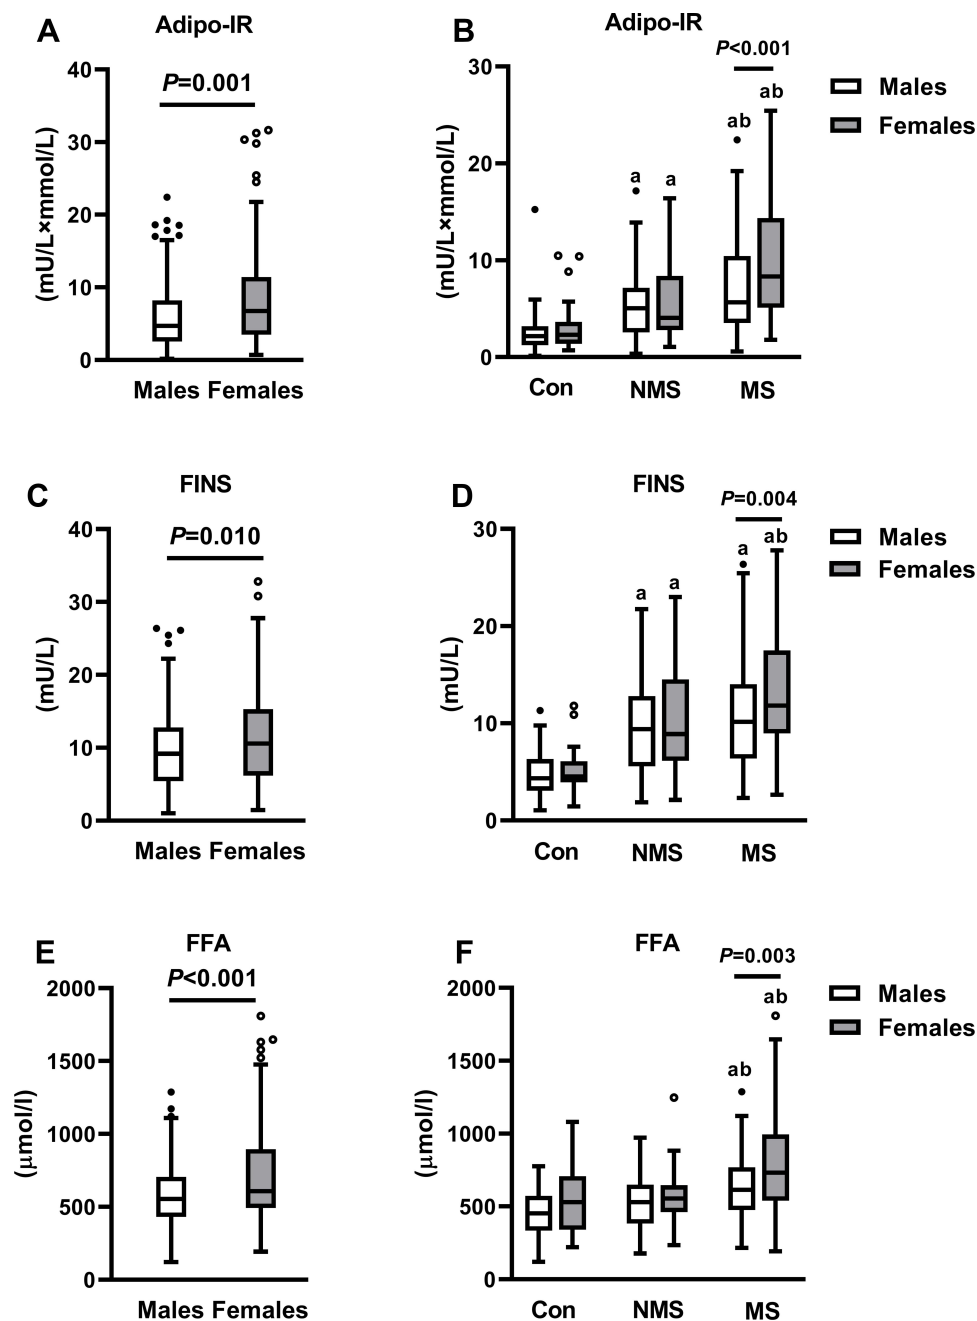 A
Adipo-IR
P=0.001
(mU/L×mmol/L)
40
30
20
10
0
Males Females
B
Adipo-IR
P<0.001
(mU/L×mmol/L)
30
20
10
0
a
a
ab
ab
Con
NMS
MS
Males
Females
C
FINS
P=0.010
(mU/L)
40
30
20
10
0
Males Females
D
FINS
P=0.004
(mU/L)
30
20
10
0
a
a
a
ab
Con
NMS
MS
Males
Females
E
FFA
P<0.001
(μmol/l)
2000
1500
1000
500
0
Males Females
F
FFA
P=0.003
(μmol/l)
2000
1500
1000
500
0
ab
ab
Con
NMS
MS
Males
Females